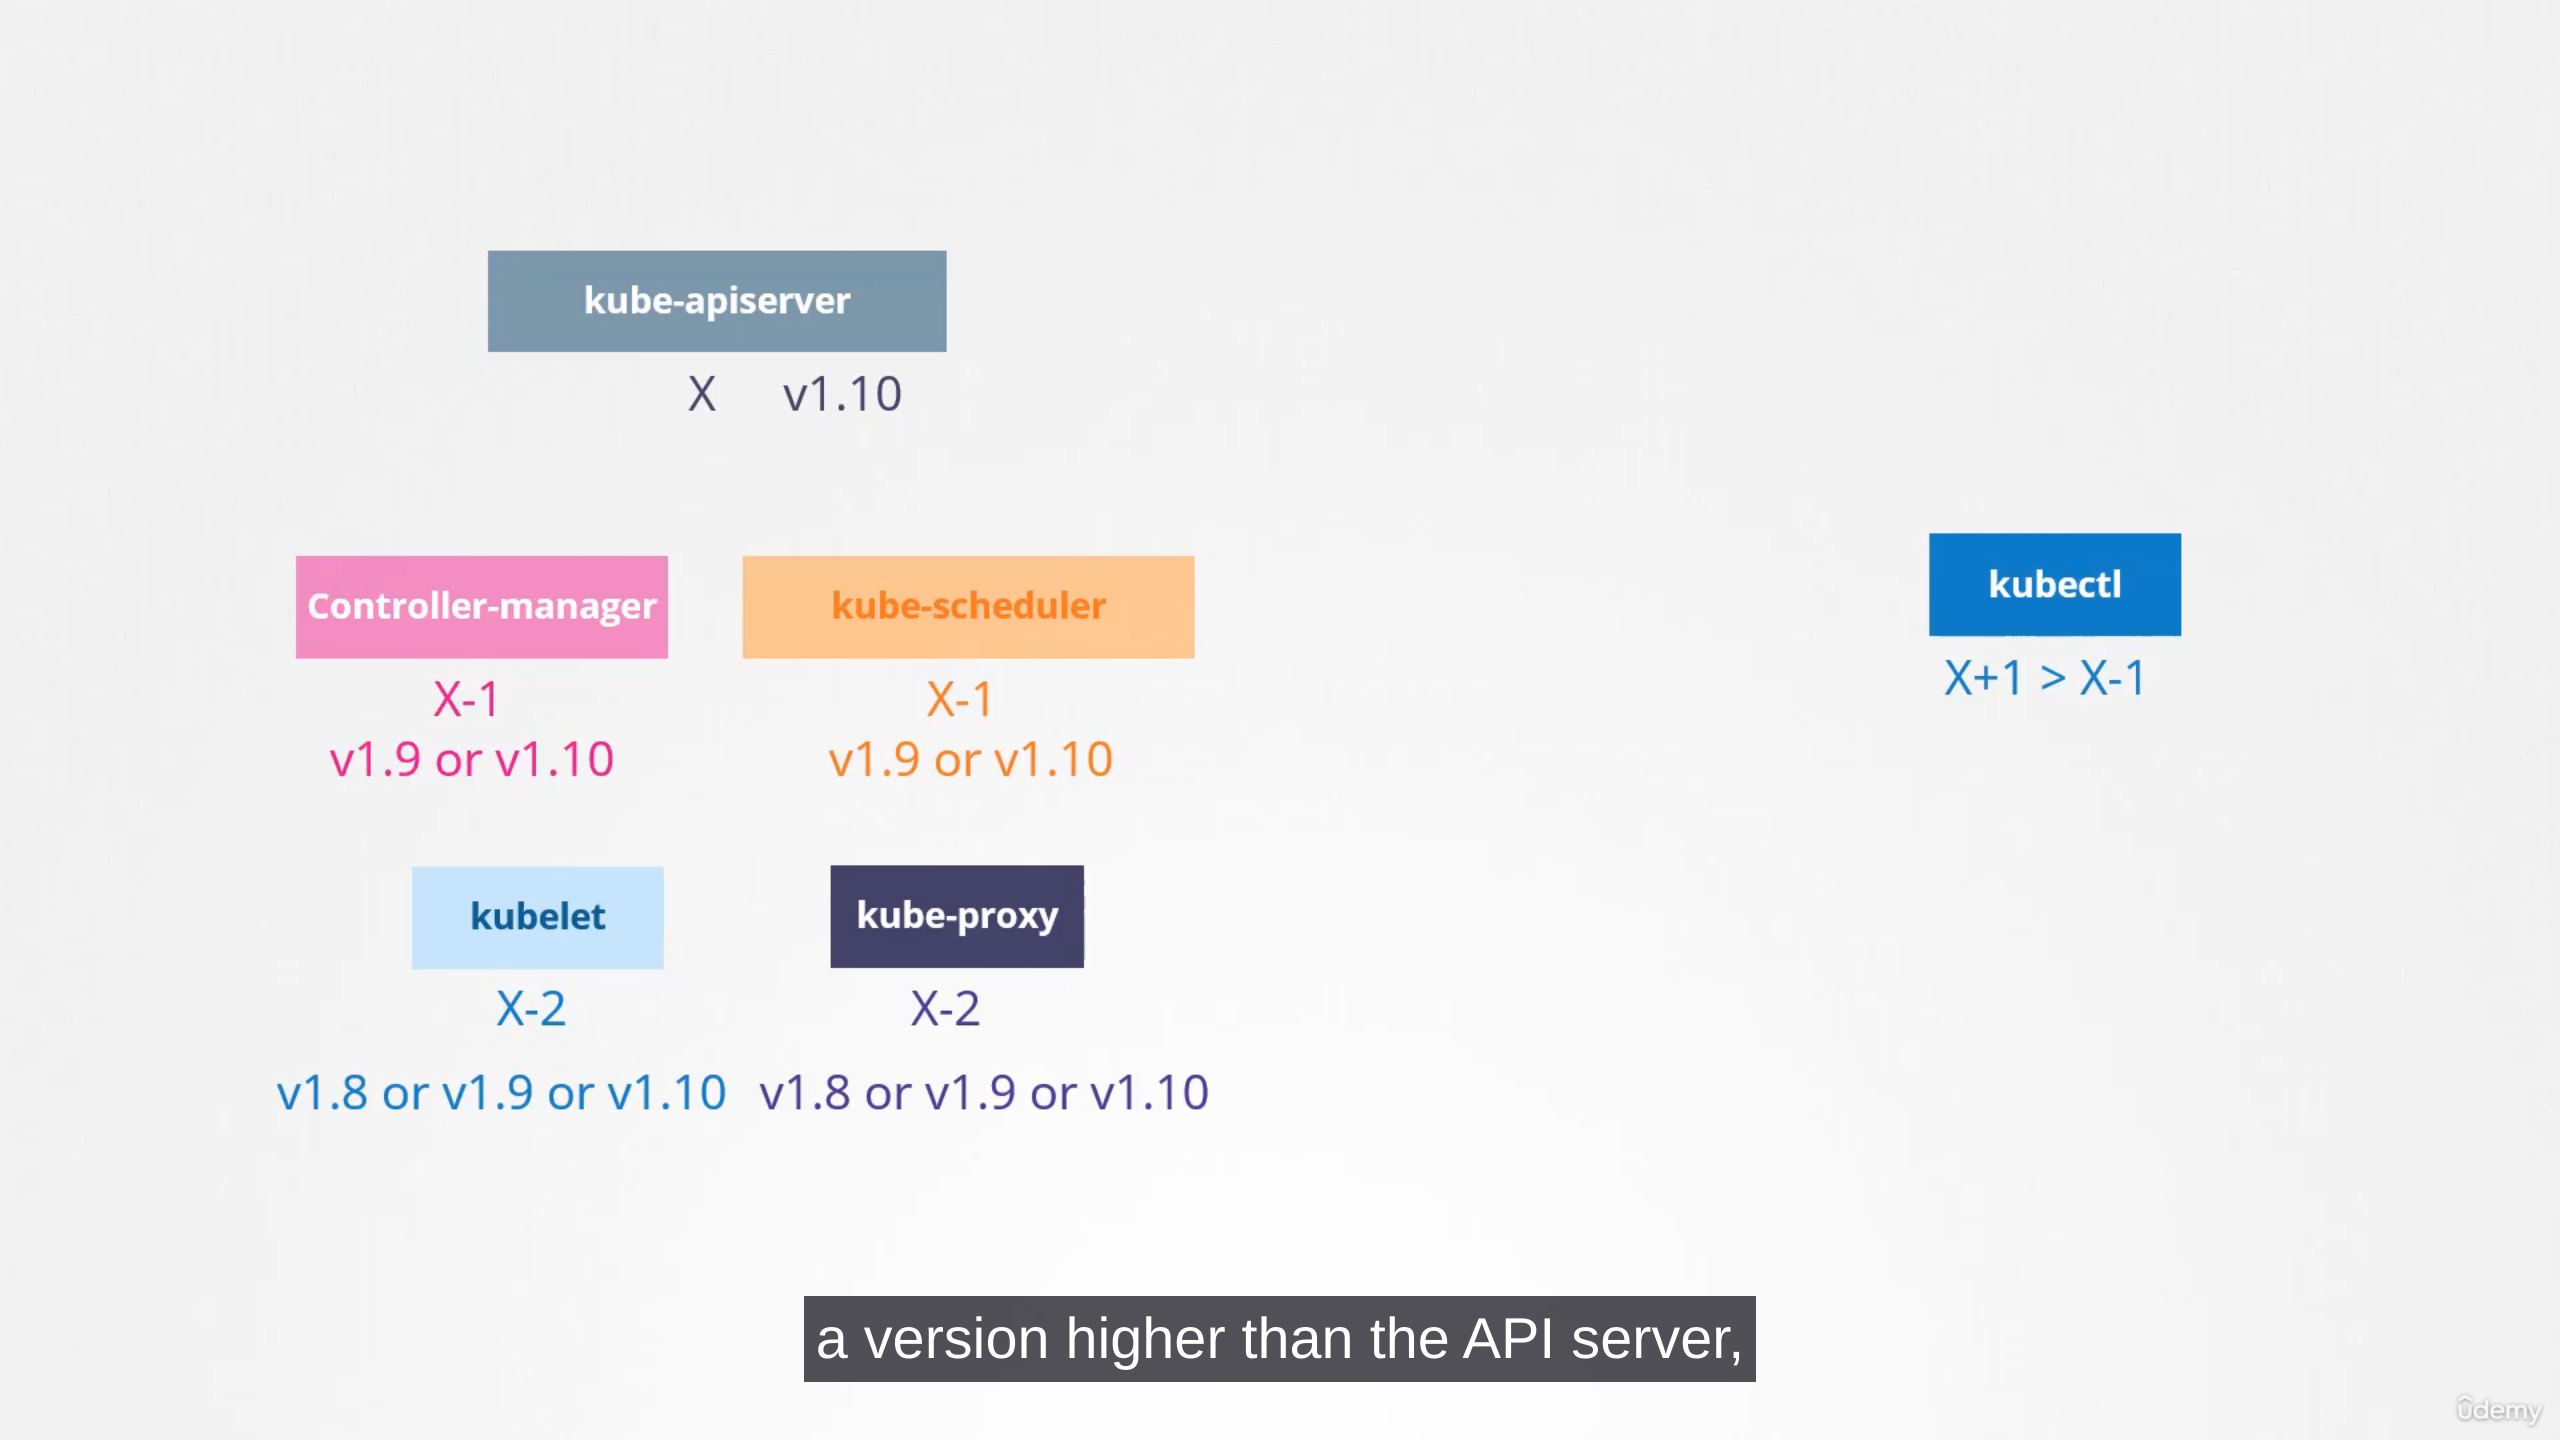 kube-apiserver
X v1.10
Controller-manager
X-1
v1.9 or v1.10
kube-scheduler
X-1
v1.9 or v1.10
kubectl
X+1 > X-1
kubelet
X-2
v1.8 or v1.9 or v1.10
kube-proxy
X-2
v1.8 or v1.9 or v1.10
a version higher than the API server,
ûdemy